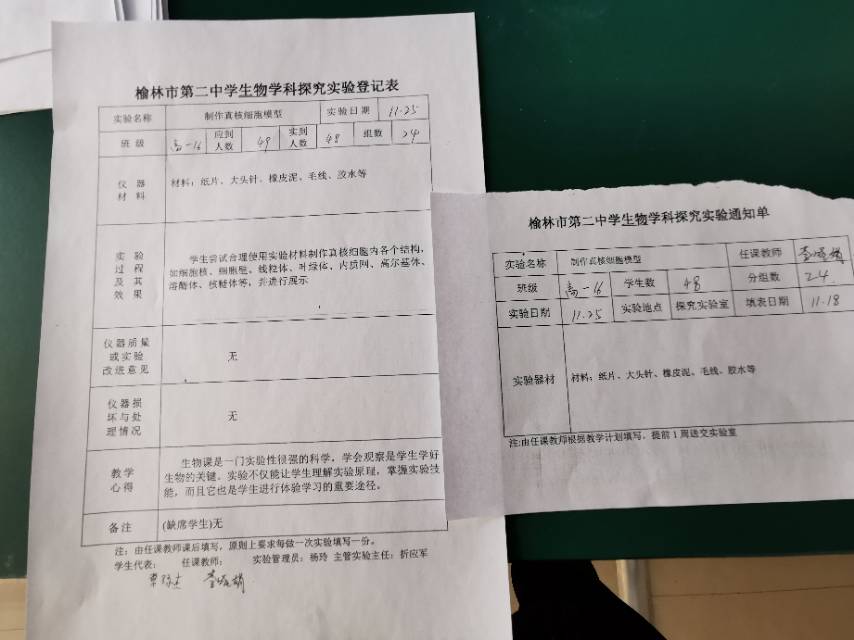 榆林市第二中学生物学科探究实验登记表
实验名称 制作真核细胞模型 实验日期 11.25
班级 高一16 应到人数 49 实到人数 48 组数 24
仪器材料 材料：纸片、大头针、橡皮泥、毛线、胶水等
实验过程及其效果
学生尝试合理使用实验材料制作真核细胞内各个结构，
如细胞核、细胞壁、线粒体、叶绿体、内质网、高尔基体、
溶酶体、核糖体等，并进行展示
仪器质量或实验改进意见 无
仪器损坏与处理情况 无
教学心得
生物课是一门实验性很强的科学，学会观察是学生学好
生物的关键。实验不仅能让学生理解实验原理，掌握实验技
能，而且它也是学生进行体验学习的重要途径。
备注 (缺席学生)无
注：由任课教师课后填写，原则上要求每做一次实验填写一份。
学生代表： 任课教师： 实验管理员：杨玲 主管实验主任：折应军
榆林市第二中学生物学科探究实验通知单
实验名称 制作真核细胞模型 任课教师
班级 高一16 学生数 48 分组数 24
实验日期 11.25 实验地点 探究实验室 填表日期 11.18
实验器材 材料：纸片、大头针、橡皮泥、毛线、胶水等
注:由任课教师根据教学计划填写，提前1周送交实验室